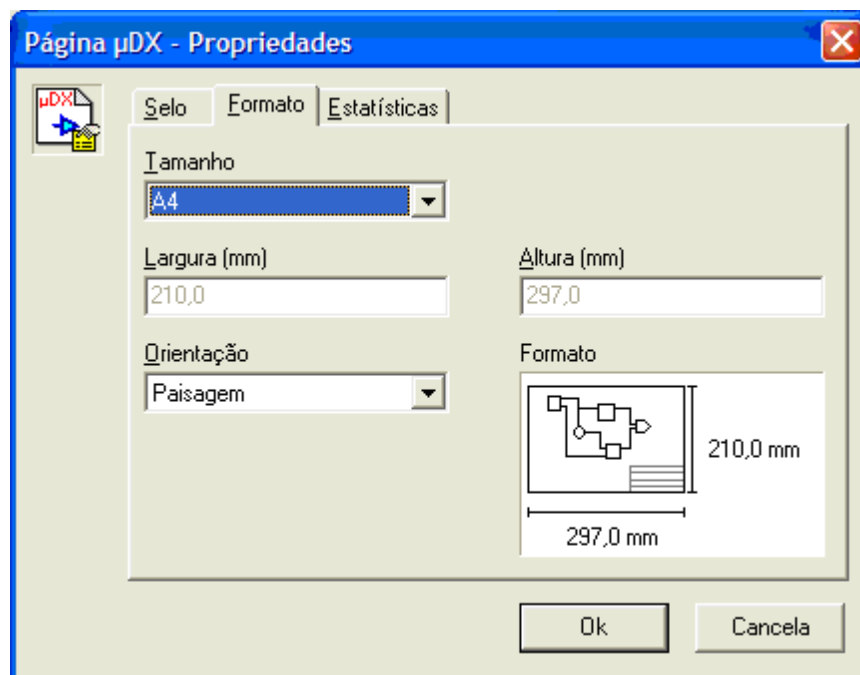 Página µDX - Propriedades
µDX
Selo Formato Estatísticas
Tamanho
A4
Largura (mm) Altura (mm)
210,0 297,0
Orientação Formato
Paisagem
210,0 mm
297,0 mm
Ok Cancela